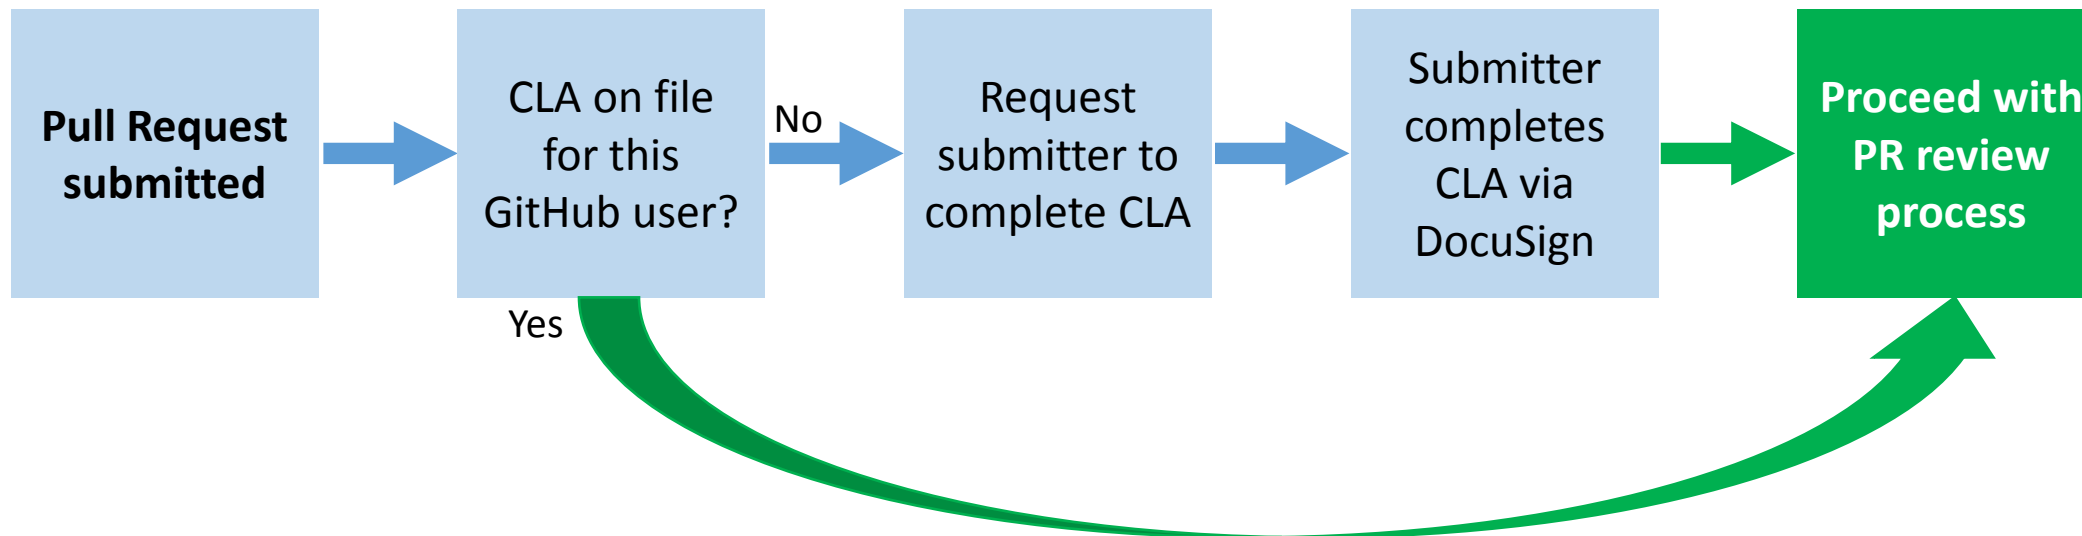 Pull Request
submitted
CLA on file
for this
GitHub user?
No
Yes
Request
submitter to
complete CLA
Submitter
completes
CLA via
DocuSign
Proceed with
PR review
process